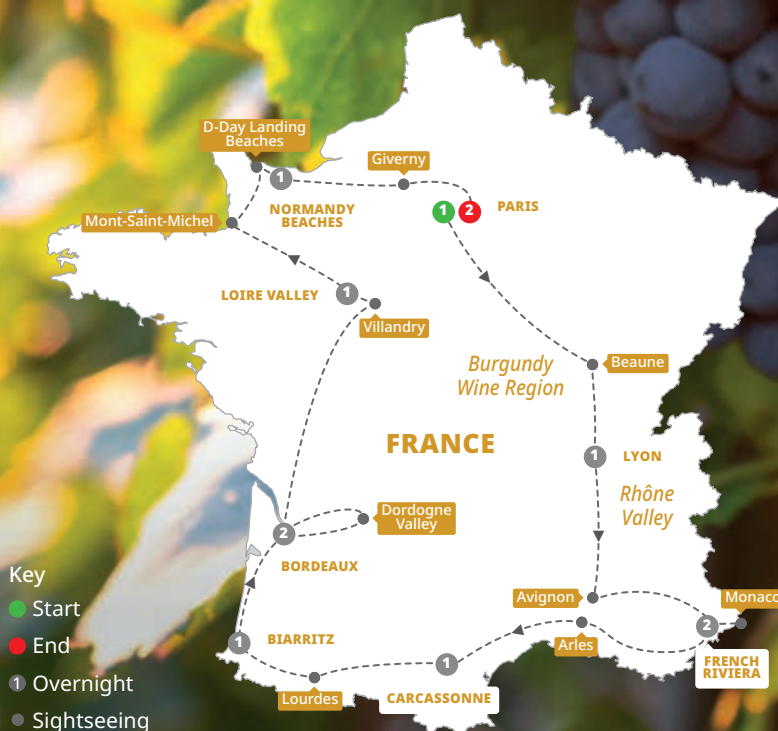 D-Day Landing
Beaches
Giverny
1
NORMANDY
BEACHES
1
2
PARIS
Mont-Saint-Michel
LOIRE VALLEY
1
Villandry
Burgundy
Wine Region
Beaune
FRANCE
1
LYON
Rhône
Valley
Dordogne
Valley
2
BORDEAUX
Key
Start
End
1 Overnight
Sightseeing
Avignon
Monaco
2
1
BIARRITZ
Arles
FRENCH
RIVIERA
1
Lourdes
CARCASSONNE